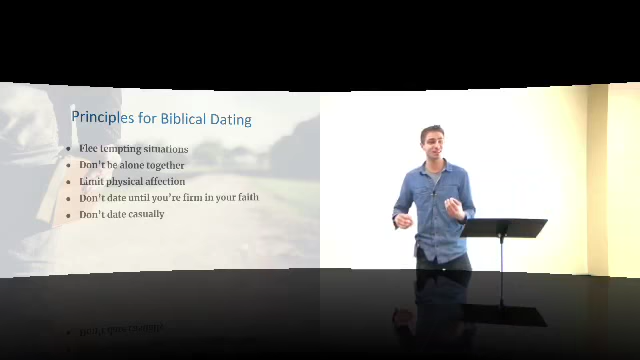 Principles for Biblical Dating
• Flee tempting situations
• Don't be alone together
• Limit physical affection
• Don't date until you're firm in your faith
• Don't date casually